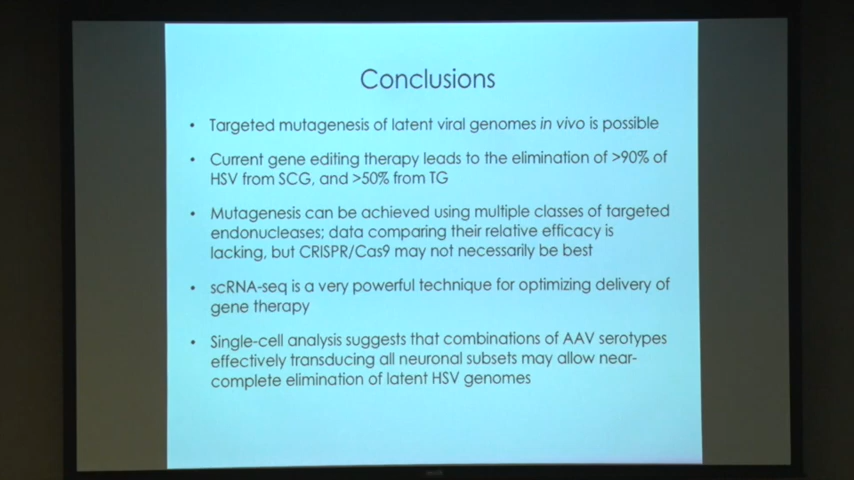 Conclusions
• Targeted mutagenesis of latent viral genomes in vivo is possible
• Current gene editing therapy leads to the elimination of >90% of
HSV from SCG, and >50% from TG
• Mutagenesis can be achieved using multiple classes of targeted
endonucleases; data comparing their relative efficacy is
lacking, but CRISPR/Cas9 may not necessarily be best
• scRNA-seq is a very powerful technique for optimizing delivery of
gene therapy
• Single-cell analysis suggests that combinations of AAV serotypes
effectively transducing all neuronal subsets may allow near-
complete elimination of latent HSV genomes